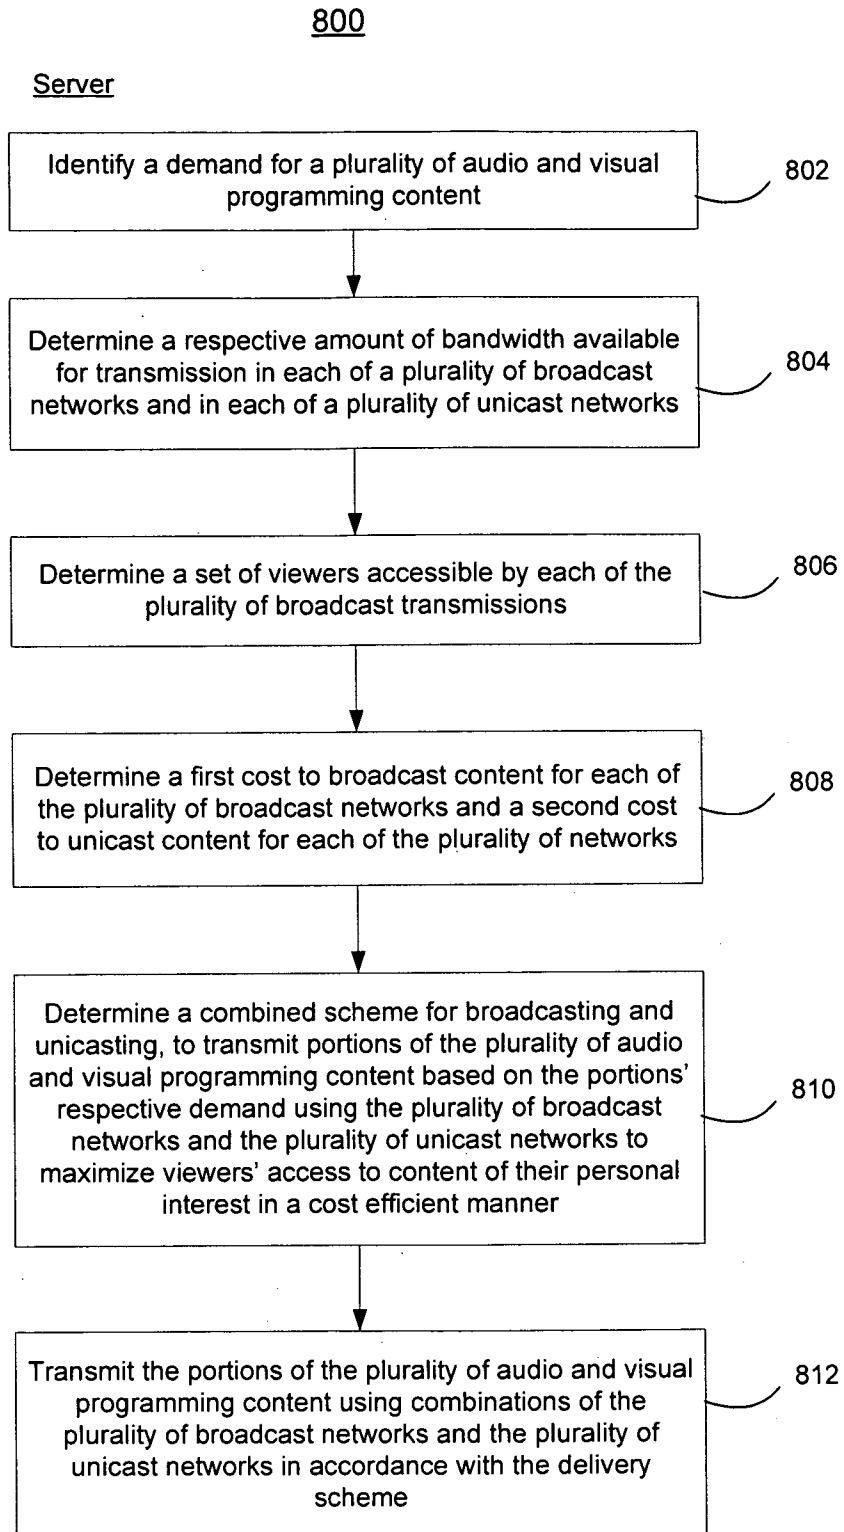 800
Server
Identify a demand for a plurality of audio and visual
programming content
802
Determine a respective amount of bandwidth available
for transmission in each of a plurality of broadcast
networks and in each of a plurality of unicast networks
804
Determine a set of viewers accessible by each of the
plurality of broadcast transmissions
806
Determine a first cost to broadcast content for each of
the plurality of broadcast networks and a second cost
to unicast content for each of the plurality of networks
808
Determine a combined scheme for broadcasting and
unicasting, to transmit portions of the plurality of audio
and visual programming content based on the portions'
respective demand using the plurality of broadcast
networks and the plurality of unicast networks to
maximize viewers' access to content of their personal
interest in a cost efficient manner
810
Transmit the portions of the plurality of audio and visual
programming content using combinations of the
plurality of broadcast networks and the plurality of
unicast networks in accordance with the delivery
scheme
812